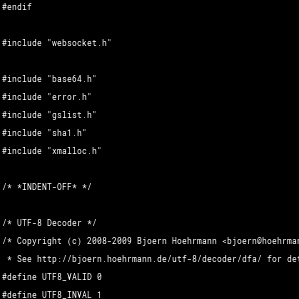 #endif
#include "websocket.h"
#include "base64.h"
#include "error.h"
#include "gslist.h"
#include "sha1.h"
#include "xmalloc.h"
/* *INDENT-OFF* */
/* UTF-8 Decoder */
/* Copyright (c) 2008-2009 Bjoern Hoehrmann <bjoern@hoehrman
 * See http://bjoern.hoehrmann.de/utf-8/decoder/dfa/ for det
#define UTF8_VALID 0
#define UTF8_INVAL 1